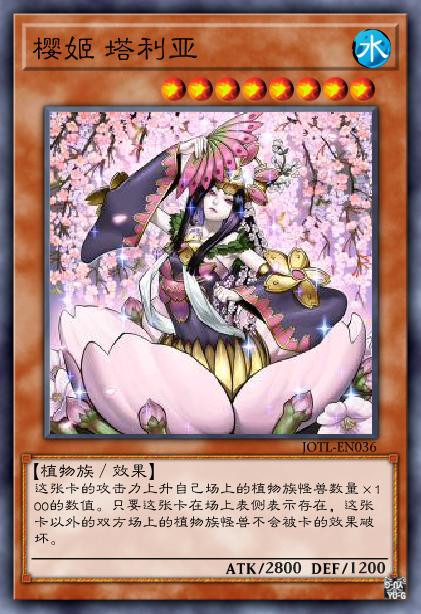 樱姬 塔利亚
水
JOTL-EN036
【植物族／效果】
这张卡的攻击力上升自己场上的植物族怪兽数量×1
00的数值。只要这张卡在场上表侧表示存在，这张
卡以外的双方场上的植物族怪兽不会被卡的效果破
坏。
ATK/2800 DEF/1200